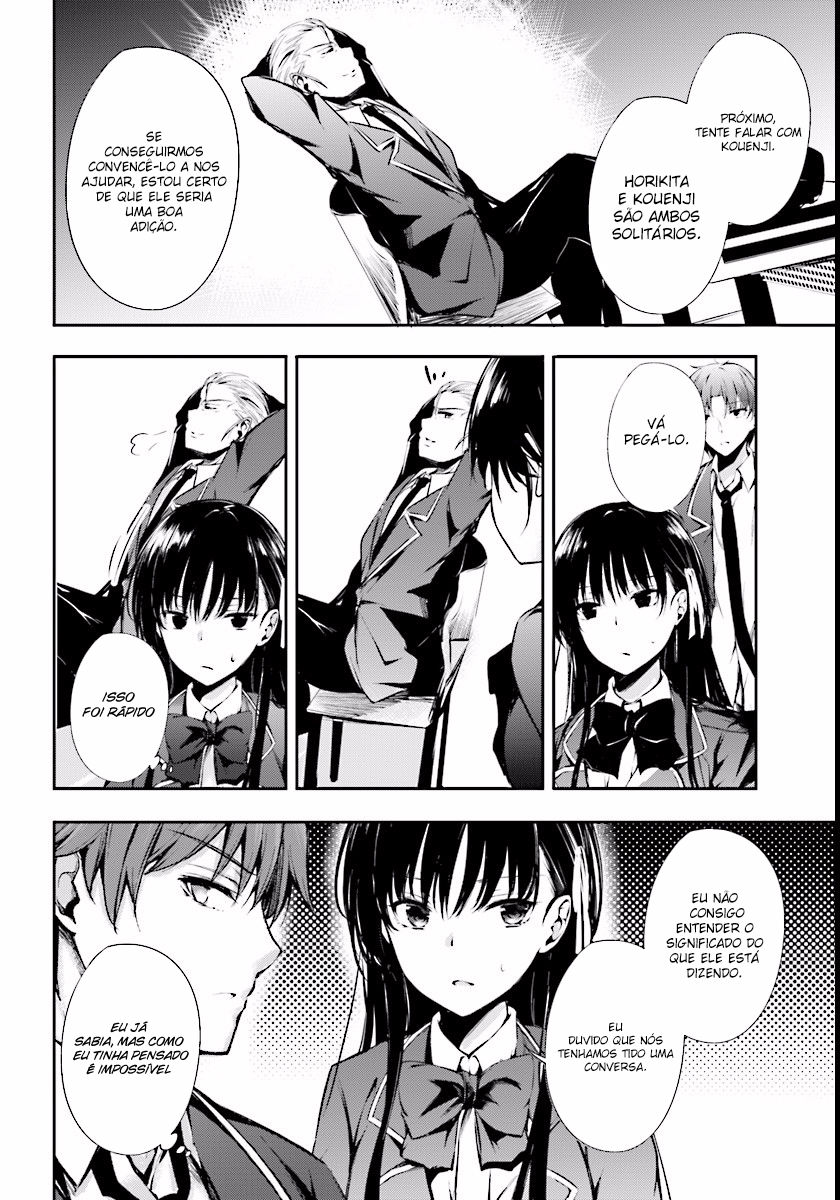 PRÓXIMO,
TENTE FALAR COM
KOUENJI.
HORIKITA
E KOUENJI
SÃO AMBOS
SOLITÁRIOS.
SE
CONSEGUIRMOS
CONVENCÊ-LO A NOS
AJUDAR, ESTOU CERTO
DE QUE ELE SERIA
UMA BOA
ADIÇÃO.
VÁ
PEGÁ-LO.
ISSO
FOI RÁPIDO
EU NÃO
CONSIGO
ENTENDER O
SIGNIFICADO DO
QUE ELE ESTÁ
DIZENDO.
EU
DUVIDO QUE NÓS
TENHAMOS TIDO UMA
CONVERSA.
EU JÁ
SABIA, MAS COMO
EU TINHA PENSADO
É IMPOSSÍVEL